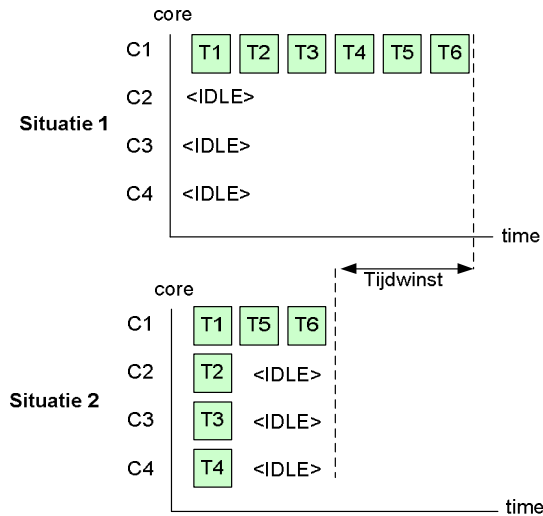 core
C1 T1 T2 T3 T4 T5 T6
C2 <IDLE>
Situatie 1
C3 <IDLE>
C4 <IDLE>
time
Tijdwinst
core
C1 T1 T5 T6
C2 T2 <IDLE>
Situatie 2
C3 T3 <IDLE>
C4 T4 <IDLE>
time